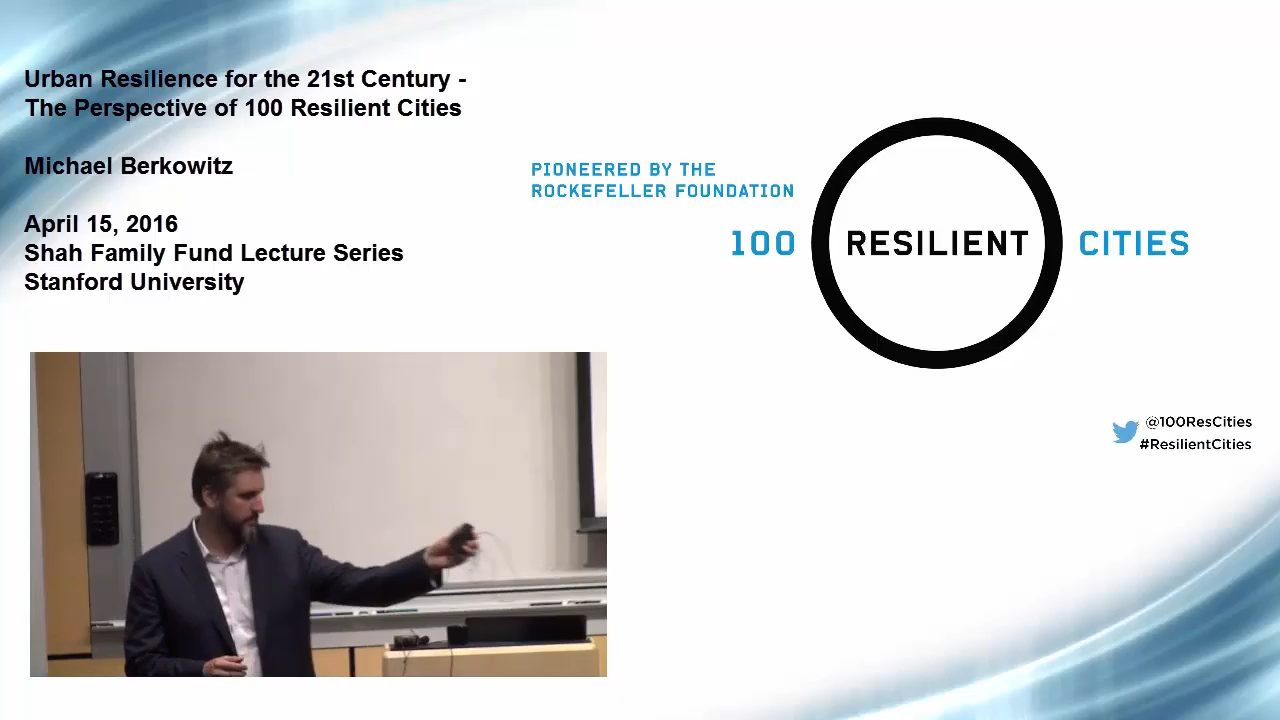 Urban Resilience for the 21st Century -
The Perspective of 100 Resilient Cities
Michael Berkowitz
April 15, 2016
Shah Family Fund Lecture Series
Stanford University
PIONEERED BY THE
ROCKEFELLER FOUNDATION
100 RESILIENT CITIES
@100ResCities
#ResilientCities